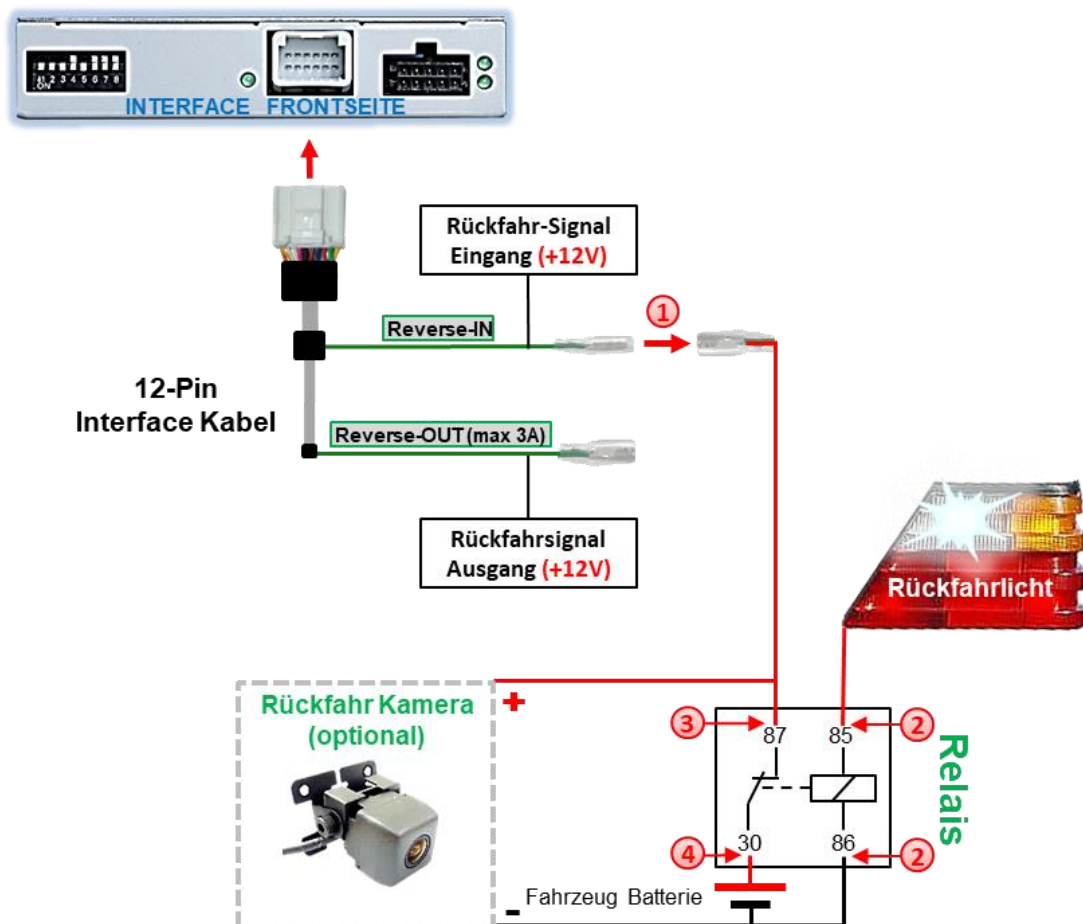 1 2 3 4 5 6 7 8
ON
INTERFACE FRONTSEITE
Rückfahr-Signal
Eingang (+12V)
Reverse-IN
1
12-Pin
Interface Kabel
Reverse-OUT (max 3A)
Rückfahrsignal
Ausgang (+12V)
Rückfahrlicht
Rückfahr Kamera
(optional)
+
3
87
85
2
Relais
4
30
86
2
-
Fahrzeug Batterie